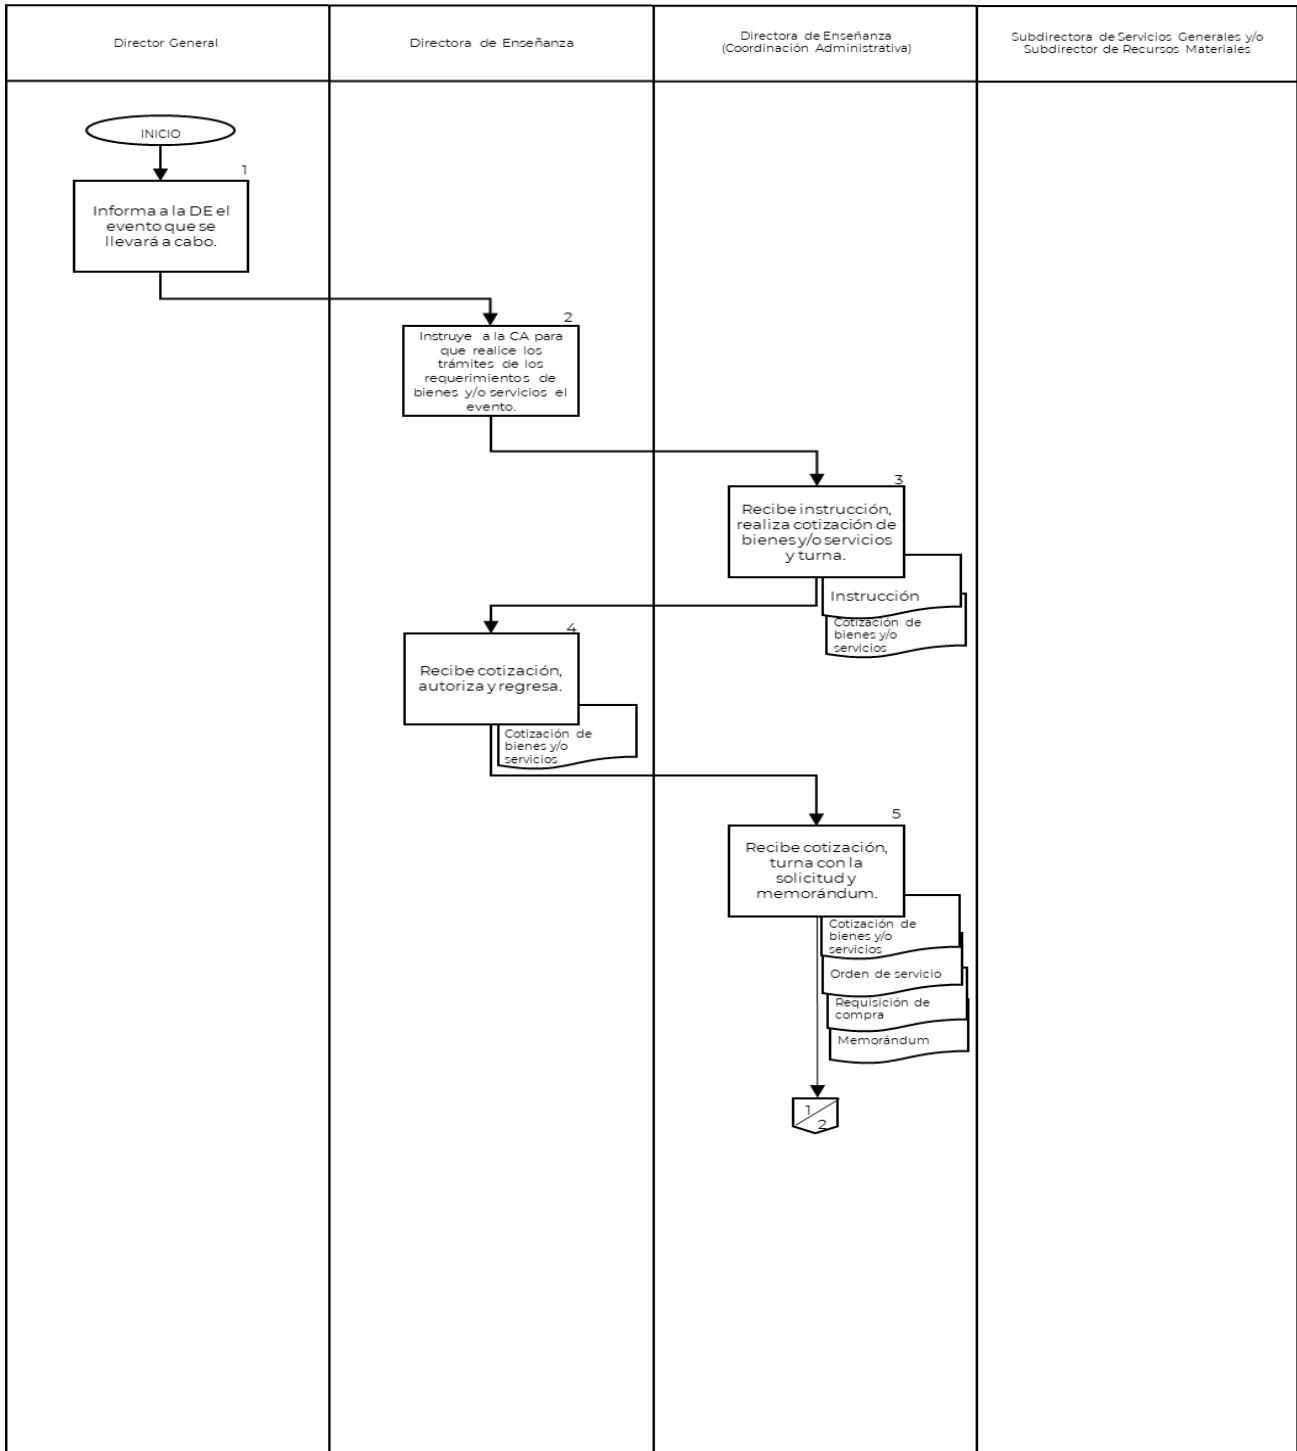 Director General
Directora de Enseñanza
Directora de Enseñanza
(Coordinación Administrativa)
Subdirectora de Servicios Generales y/o
Subdirector de Recursos Materiales
INICIO
1
Informa a la DE el
evento que se
llevará a cabo.
2
Instruye a la CA para
que realice los
trámites de los
requerimientos de
bienes y/o servicios el
evento.
3
Recibe instrucción,
realiza cotización de
bienes y/o servicios
y turna.
Instrucción
Cotización de
bienes y/o
servicios
4
Recibe cotización,
autoriza y regresa.
Cotización de
bienes y/o
servicios
5
Recibe cotización,
turna con la
solicitud y
memorándum.
Cotización de
bienes y/o
servicios
Orden de servicio
Requisición de
compra
Memorándum
1
2